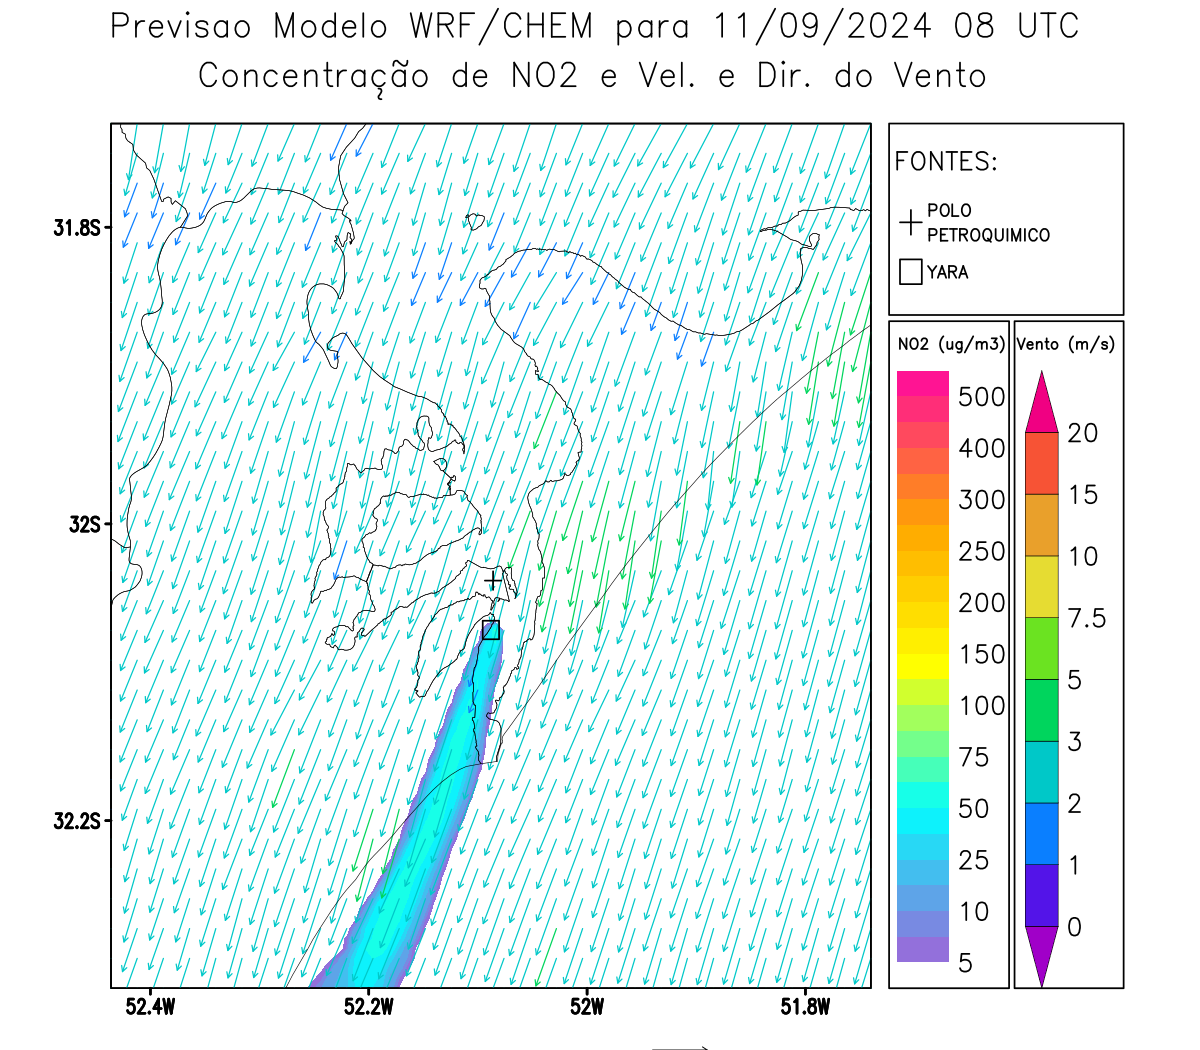 Previsao Modelo WRF/CHEM para 11/09/2024 08 UTC
Concentração de NO2 e Vel. e Dir. do Vento
FONTES:
POLO
PETROQUIMICO
YARA
NO2 (ug/m3)
500
400
300
250
200
150
100
75
50
25
10
5
Vento (m/s)
20
15
10
7.5
5
3
2
1
0
31.8S
32S
32.2S
52.4W
52.2W
52W
51.8W